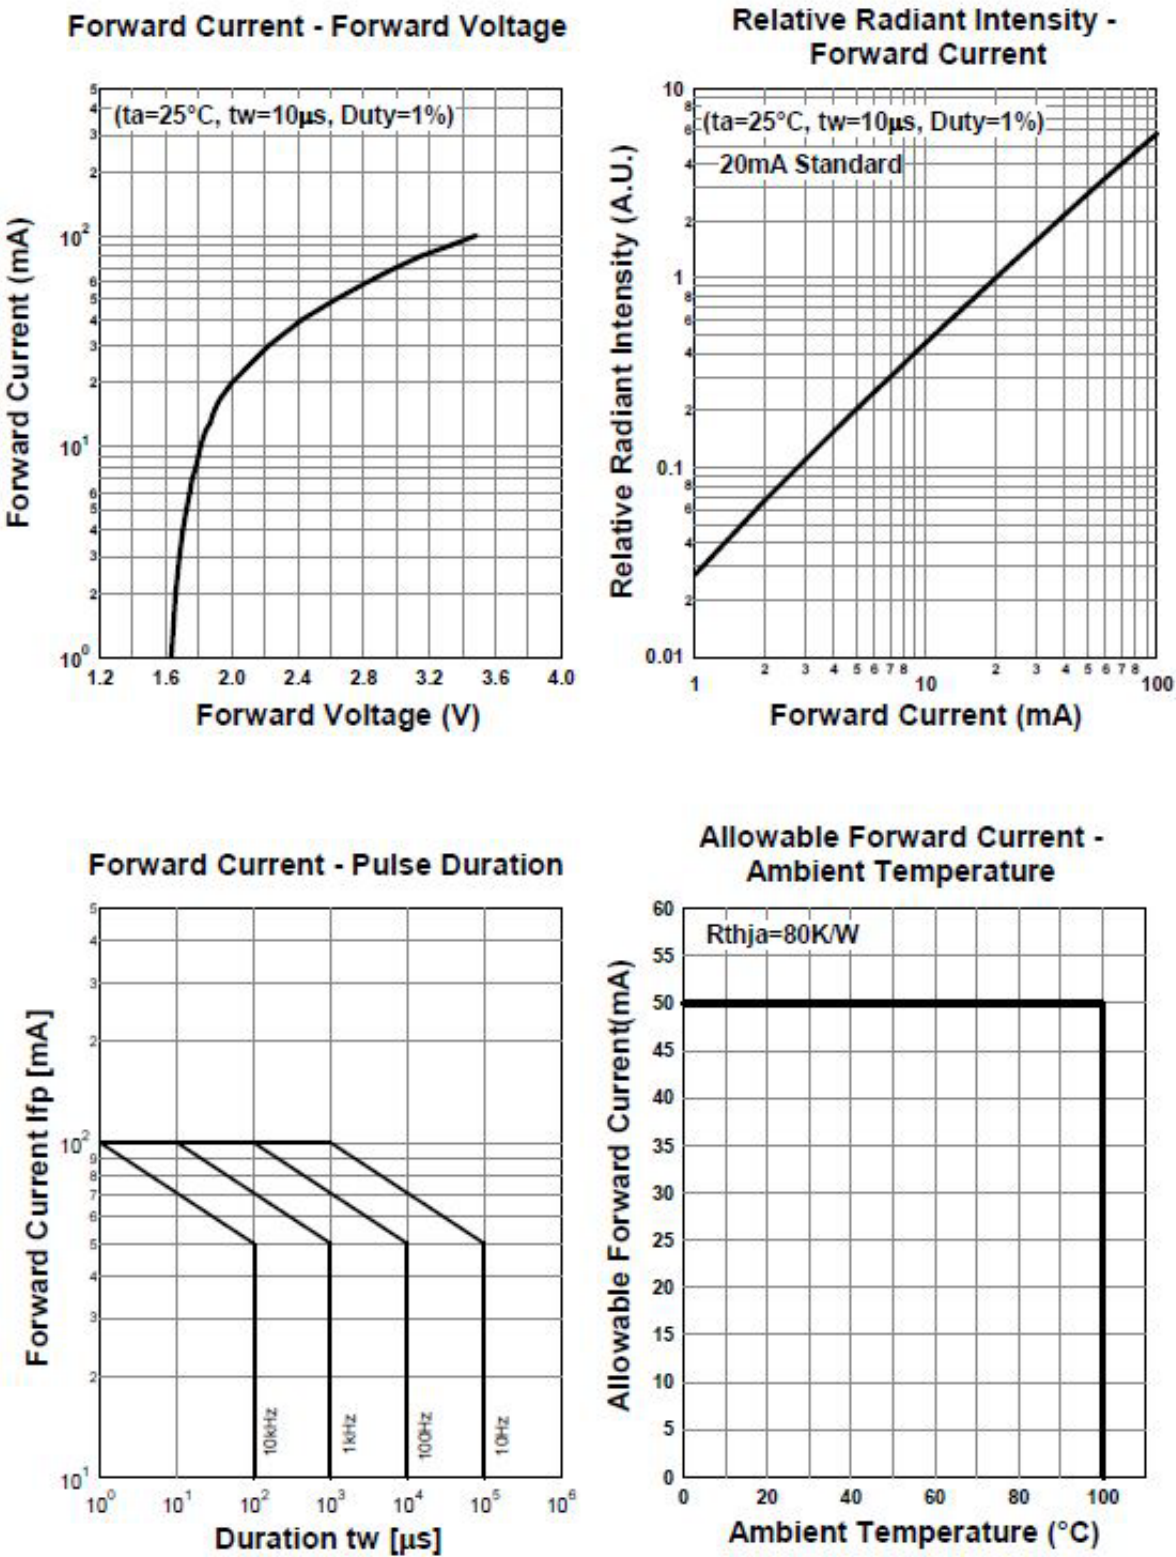 Forward Current - Forward Voltage
(ta=25°C, tw=10μs, Duty=1%)
Forward Current (mA)
5
4
3
2
10²
6
5
4
3
2
10¹
6
5
4
3
2
10⁰
1.2 1.6 2.0 2.4 2.8 3.2 3.6 4.0
Forward Voltage (V)
Relative Radiant Intensity -
Forward Current
(ta=25°C, tw=10μs, Duty=1%)
20mA Standard
Relative Radiant Intensity (A.U.)
10
8
6
4
2
1
8
6
4
2
0.1
8
6
4
2
0.01
2 3 4 5 6 7 8 2 3 4 5 6 7 8
1 10 100
Forward Current (mA)
Forward Current - Pulse Duration
Forward Current Ifp [mA]
5
4
3
2
10²
9
8
7
6
5
4
3
2
10¹
10kHz
1kHz
100Hz
10Hz
10⁰ 10¹ 10² 10³ 10⁴ 10⁵ 10⁶
Duration tw [μs]
Allowable Forward Current -
Ambient Temperature
Rthja=80K/W
Allowable Forward Current(mA)
60
55
50
45
40
35
30
25
20
15
10
5
0
0 20 40 60 80 100
Ambient Temperature (°C)